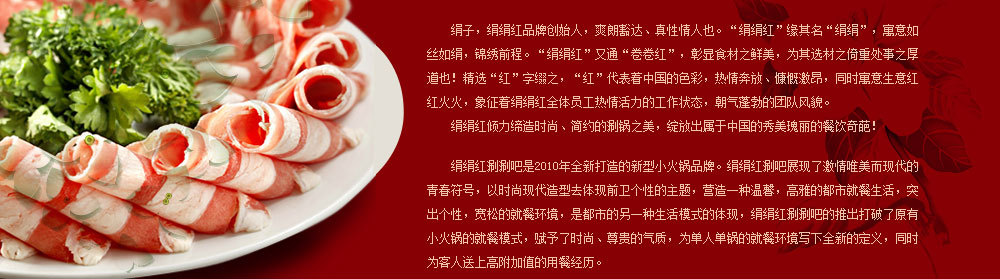 绢子，绢绢红品牌创始人，爽朗豁达、真性情人也。“绢绢红”缘其名“绢绢”，寓意如
丝如绢，锦绣前程。“绢绢红”又通“卷卷红”，彰显食材之鲜美，为其选材之倚重处事之厚
道也！精选“红”字缀之，“红”代表着中国的色彩，热情奔放、慷慨激昂，同时寓意生意红
红火火，象征着绢绢红全体员工热情活力的工作状态，朝气蓬勃的团队风貌。
绢绢红倾力缔造时尚、简约的涮锅之美，绽放出属于中国的秀美瑰丽的餐饮奇葩！
绢绢红涮涮吧是2010年全新打造的新型小火锅品牌。绢绢红涮吧展现了激情唯美而现代的
青春符号，以时尚现代造型去体现前卫个性的主题，营造一种温馨，高雅的都市就餐生活，突
出个性，宽松的就餐环境，是都市的另一种生活模式的体现，绢绢红涮涮吧的推出打破了原有
小火锅的就餐模式，赋予了时尚、尊贵的气质，为单人单锅的就餐环境写下全新的定义，同时
为客人送上高附加值的用餐经历。